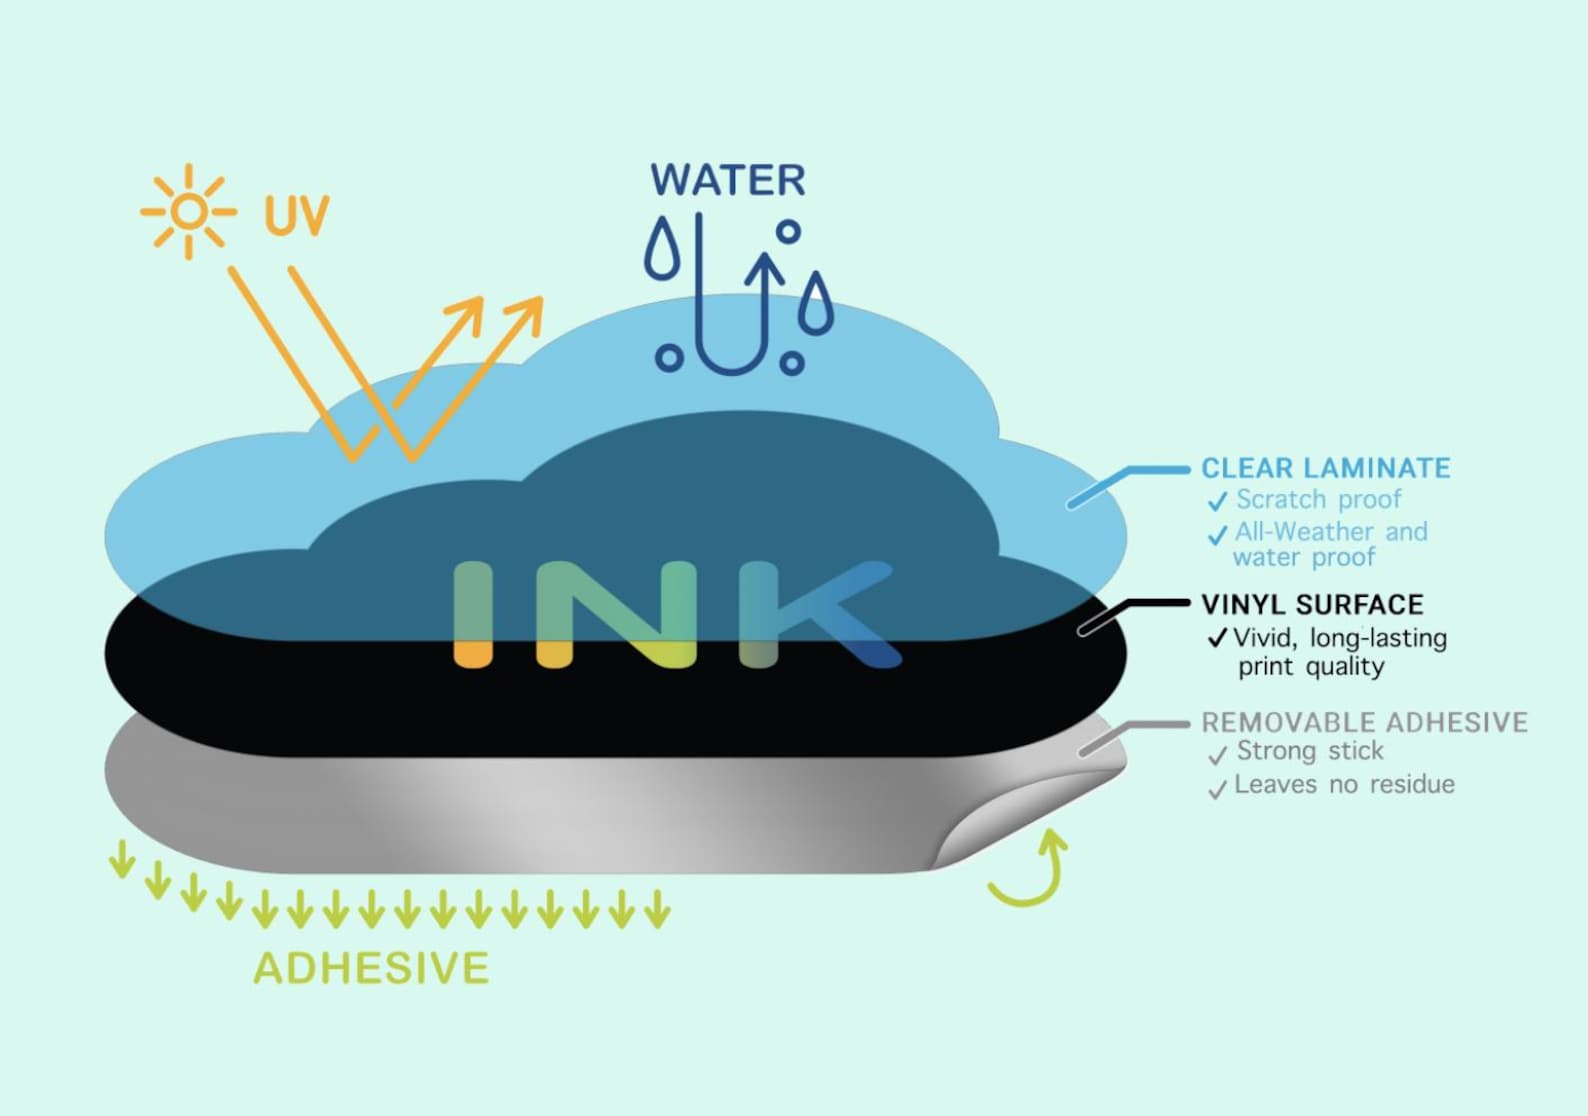 WATER
UV
CLEAR LAMINATE
✓ Scratch proof
✓ All-Weather and
water proof
INK
VINYL SURFACE
✓ Vivid, long-lasting
print quality
REMOVABLE ADHESIVE
✓ Strong stick
✓ Leaves no residue
ADHESIVE